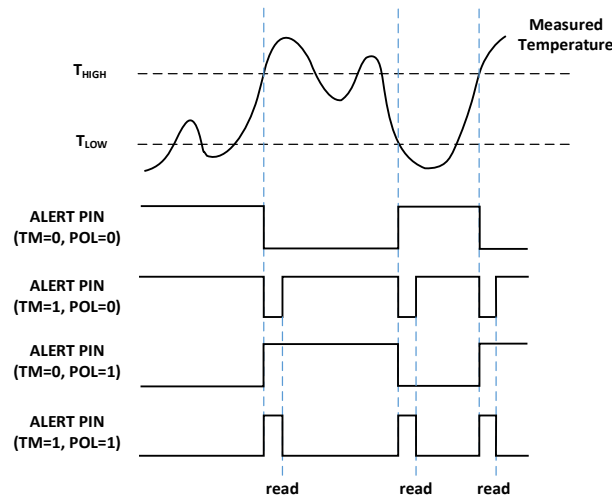 Measured
Temperature
THIGH
TLOW
ALERT PIN
(TM=0, POL=0)
ALERT PIN
(TM=1, POL=0)
ALERT PIN
(TM=0, POL=1)
ALERT PIN
(TM=1, POL=1)
read read read